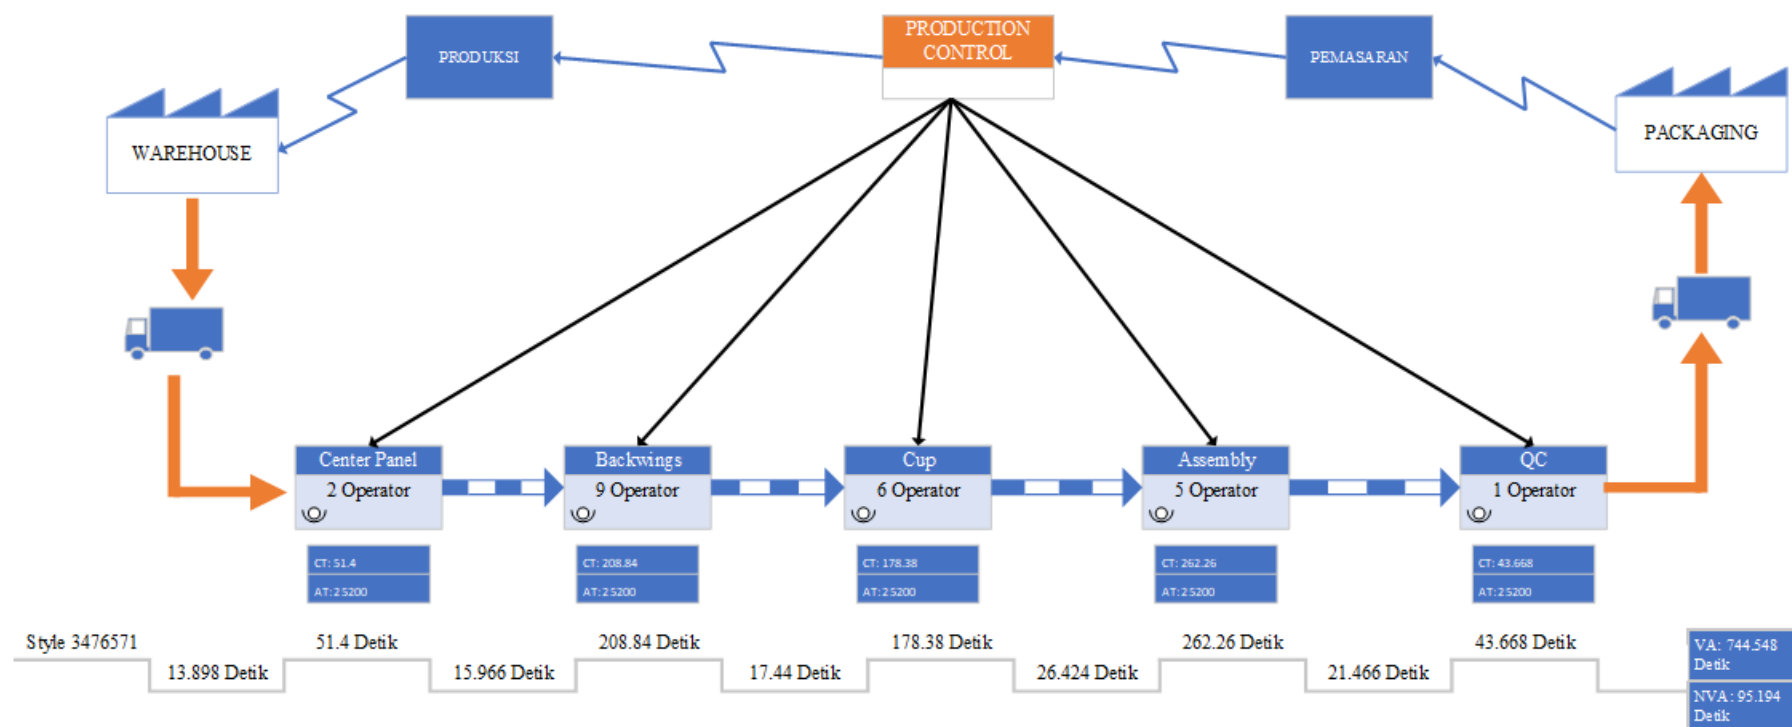 PRODUKSI
PRODUCTION
CONTROL
PEMASARAN
WAREHOUSE
PACKAGING
Center Panel
2 Operator
Backwings
9 Operator
Cup
6 Operator
Assembly
5 Operator
QC
1 Operator
CT: 51.4
AT: 25200
CT: 208.84
AT: 25200
CT: 178.38
AT: 25200
CT: 262.26
AT: 25200
CT: 43.668
AT: 25200
Style 3476571
51.4 Detik
208.84 Detik
178.38 Detik
262.26 Detik
43.668 Detik
13.898 Detik
15.966 Detik
17.44 Detik
26.424 Detik
21.466 Detik
VA: 744.548
Detik
NVA: 95.194
Detik